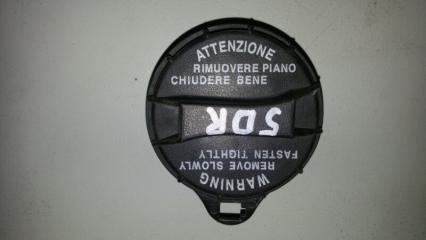 ATTENZIONE
RIMUOVERE PIANO
CHIUDERE BENE
5DR
WARNING
REMOVE SLOWLY
FASTEN TIGHTLY